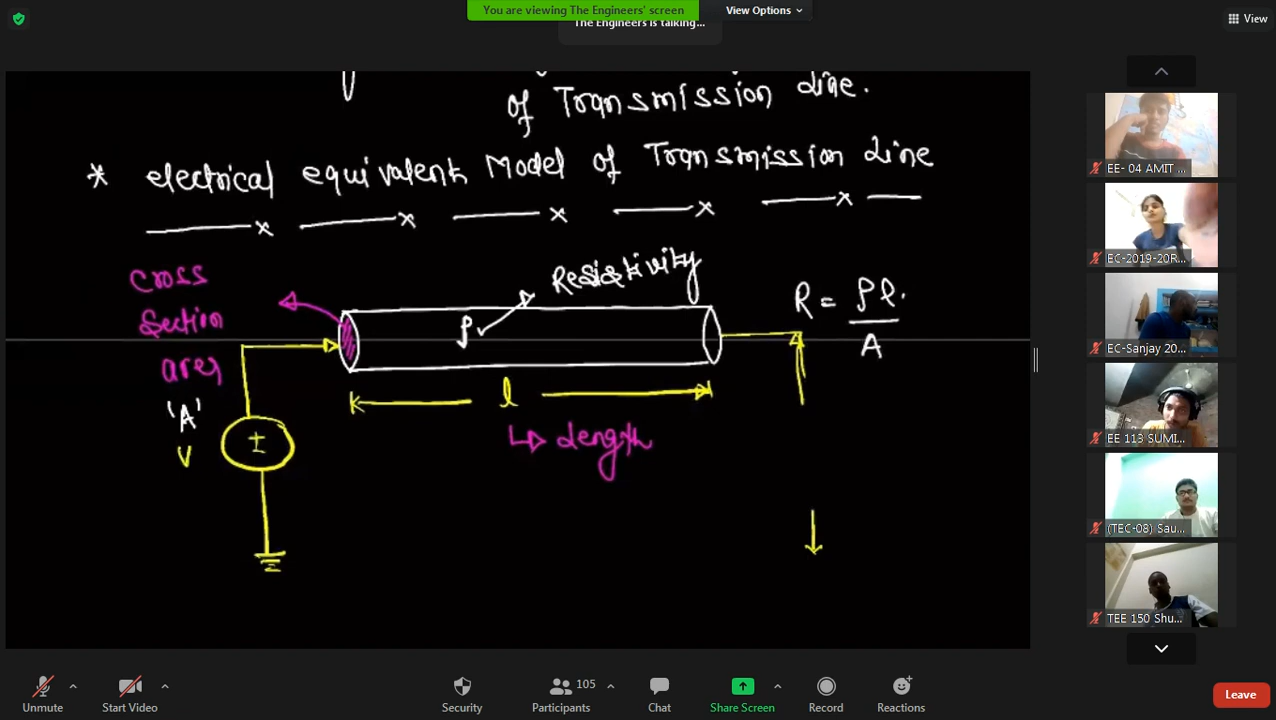 You are viewing The Engineers' screen
View Options
The Engineers is talking...
View
of Transmission Line.
* electrical equivalent Model of Transmission Line
Cross
Section
area
'A'
V
Resistivity
ρ
R = ρl
A
l
Length
EE- 04 AMIT ...
EC-2019-20R...
EC-Sanjay 20...
EE 113 SUMI...
(TEC-08) Sau...
TEE 150 Shu...
Unmute
Start Video
Security
105
Participants
Chat
Share Screen
Record
Reactions
Leave